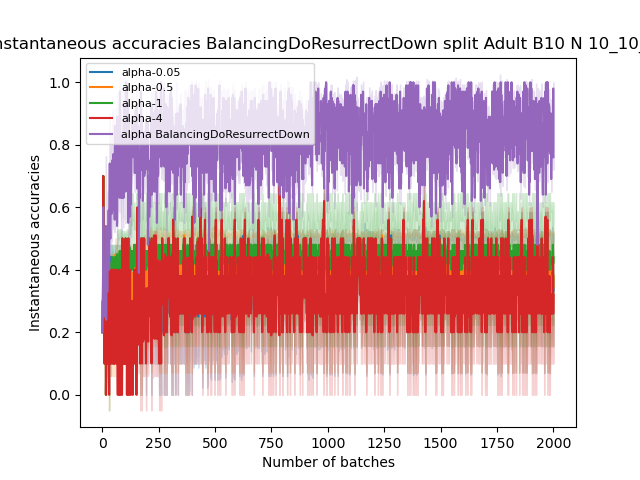 nstantaneous accuracies BalancingDoResurrectDown split Adult B10 N 10_10_
alpha-0.05
alpha-0.5
alpha-1
alpha-4
alpha BalancingDoResurrectDown
Instantaneous accuracies
1.0
0.8
0.6
0.4
0.2
0.0
0 250 500 750 1000 1250 1500 1750 2000
Number of batches